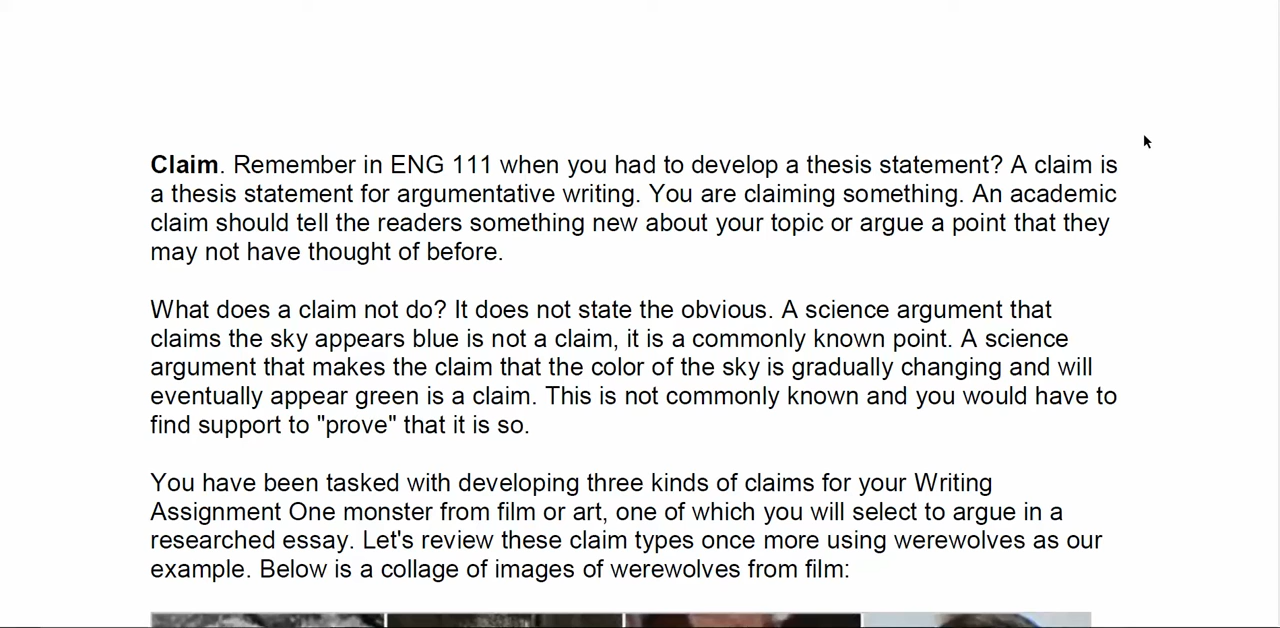 Claim. Remember in ENG 111 when you had to develop a thesis statement? A claim is
a thesis statement for argumentative writing. You are claiming something. An academic
claim should tell the readers something new about your topic or argue a point that they
may not have thought of before.
What does a claim not do? It does not state the obvious. A science argument that
claims the sky appears blue is not a claim, it is a commonly known point. A science
argument that makes the claim that the color of the sky is gradually changing and will
eventually appear green is a claim. This is not commonly known and you would have to
find support to "prove" that it is so.
You have been tasked with developing three kinds of claims for your Writing
Assignment One monster from film or art, one of which you will select to argue in a
researched essay. Let's review these claim types once more using werewolves as our
example. Below is a collage of images of werewolves from film: